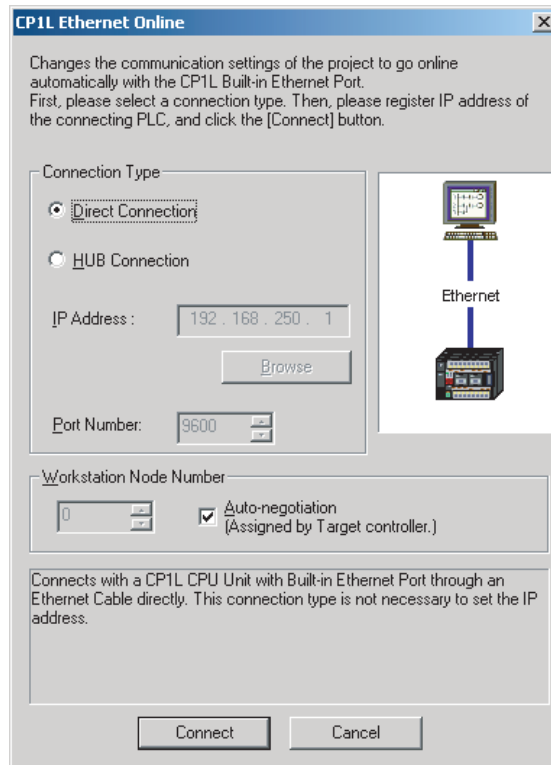 CP1L Ethernet Online
Changes the communication settings of the project to go online
automatically with the CP1L Built-in Ethernet Port.
First, please select a connection type. Then, please register IP address of
the connecting PLC, and click the [Connect] button.
Connection Type
Direct Connection
HUB Connection
IP Address :
192 . 168 . 250 . 1
Browse
Port Number:
9600
Ethernet
Workstation Node Number
0
Auto-negotiation
(Assigned by Target controller.)
Connects with a CP1L CPU Unit with Built-in Ethernet Port through an
Ethernet Cable directly. This connection type is not necessary to set the IP
address.
Connect
Cancel